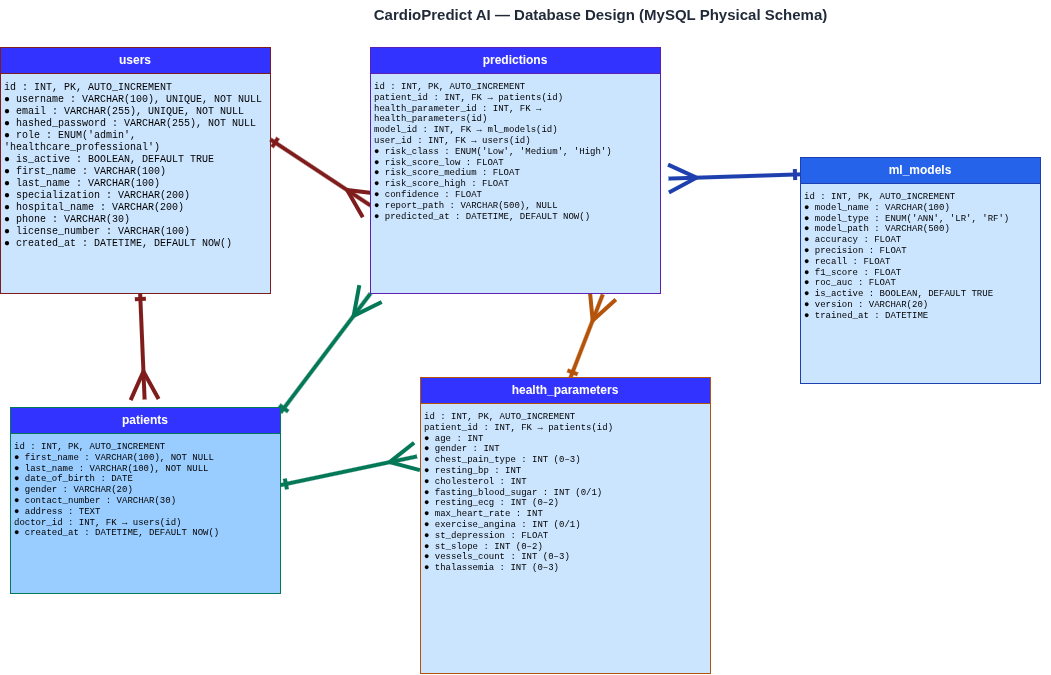 CardioPredict AI — Database Design (MySQL Physical Schema)
users
id : INT, PK, AUTO_INCREMENT
● username : VARCHAR(100), UNIQUE, NOT NULL
● email : VARCHAR(255), UNIQUE, NOT NULL
● hashed_password : VARCHAR(255), NOT NULL
● role : ENUM('admin',
'healthcare_professional')
● is_active : BOOLEAN, DEFAULT TRUE
● first_name : VARCHAR(100)
● last_name : VARCHAR(100)
● specialization : VARCHAR(200)
● hospital_name : VARCHAR(200)
● phone : VARCHAR(30)
● license_number : VARCHAR(100)
● created_at : DATETIME, DEFAULT NOW()
predictions
id : INT, PK, AUTO_INCREMENT
patient_id : INT, FK → patients(id)
health_parameter_id : INT, FK →
health_parameters(id)
model_id : INT, FK → ml_models(id)
user_id : INT, FK → users(id)
● risk_class : ENUM('Low', 'Medium', 'High')
● risk_score_low : FLOAT
● risk_score_medium : FLOAT
● risk_score_high : FLOAT
● confidence : FLOAT
● report_path : VARCHAR(500), NULL
● predicted_at : DATETIME, DEFAULT NOW()
ml_models
id : INT, PK, AUTO_INCREMENT
● model_name : VARCHAR(100)
● model_type : ENUM('ANN', 'LR', 'RF')
● model_path : VARCHAR(500)
● accuracy : FLOAT
● precision : FLOAT
● recall : FLOAT
● f1_score : FLOAT
● roc_auc : FLOAT
● is_active : BOOLEAN, DEFAULT TRUE
● version : VARCHAR(20)
● trained_at : DATETIME
patients
id : INT, PK, AUTO_INCREMENT
● first_name : VARCHAR(100), NOT NULL
● last_name : VARCHAR(100), NOT NULL
● date_of_birth : DATE
● gender : VARCHAR(20)
● contact_number : VARCHAR(30)
● address : TEXT
doctor_id : INT, FK → users(id)
● created_at : DATETIME, DEFAULT NOW()
health_parameters
id : INT, PK, AUTO_INCREMENT
patient_id : INT, FK → patients(id)
● age : INT
● gender : INT
● chest_pain_type : INT (0–3)
● resting_bp : INT
● cholesterol : INT
● fasting_blood_sugar : INT (0/1)
● resting_ecg : INT (0–2)
● max_heart_rate : INT
● exercise_angina : INT (0/1)
● st_depression : FLOAT
● st_slope : INT (0–2)
● vessels_count : INT (0–3)
● thalassemia : INT (0–3)